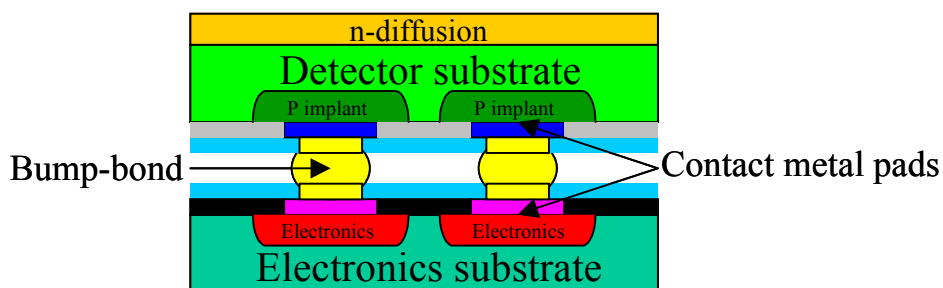 n-diffusion
Detector substrate
P implant
P implant
Bump-bond
Contact metal pads
Electronics
Electronics
Electronics substrate